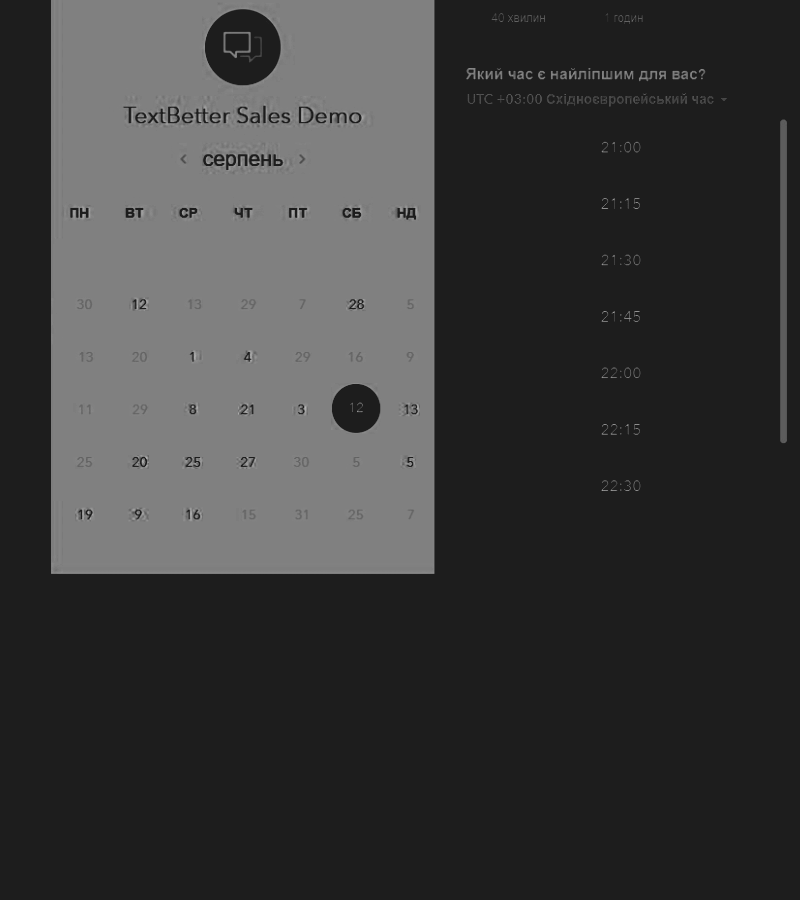 TextBetter Sales Demo
серпень
ПН ВТ СР ЧТ ПТ СБ НД
30 12 13 29 7 28 5
13 20 1 4 29 16 9
11 29 8 21 3 12 13
25 20 25 27 30 5 5
19 9 16 15 31 25 7
40 хвилин 1 годин
Який час є найліпшим для вас?
UTC +03:00 Східноєвропейський час
21:00
21:15
21:30
21:45
22:00
22:15
22:30